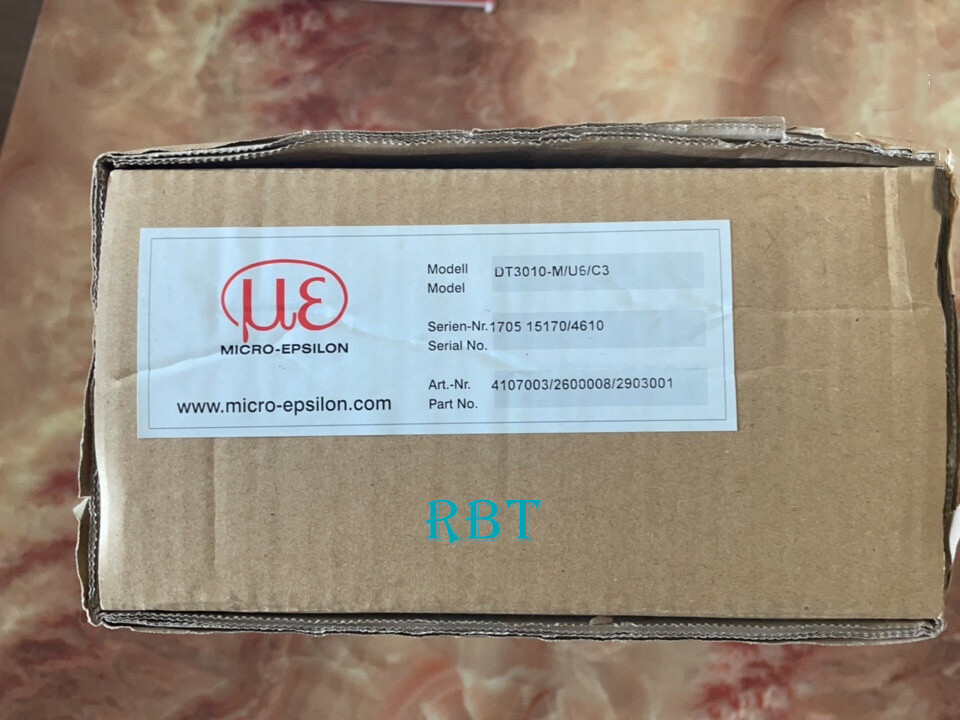 με
MICRO-EPSILON
www.micro-epsilon.com
Modell DT3010-M/U6/C3
Model
Serien-Nr.1705 15170/4610
Serial No.
Art.-Nr. 4107003/2600008/2903001
Part No.
RBT